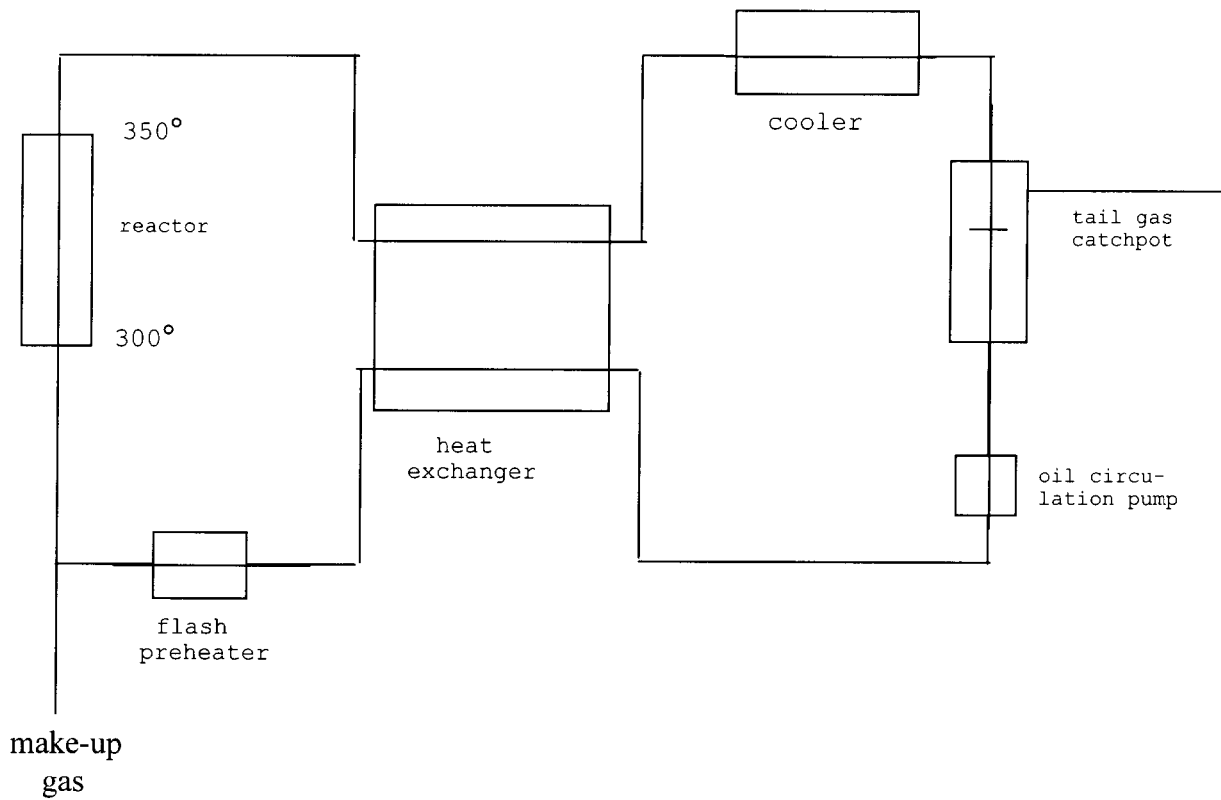 cooler
350°
reactor
300°
tail gas
catchpot
heat
exchanger
oil circu-
lation pump
flash
preheater
make-up
gas